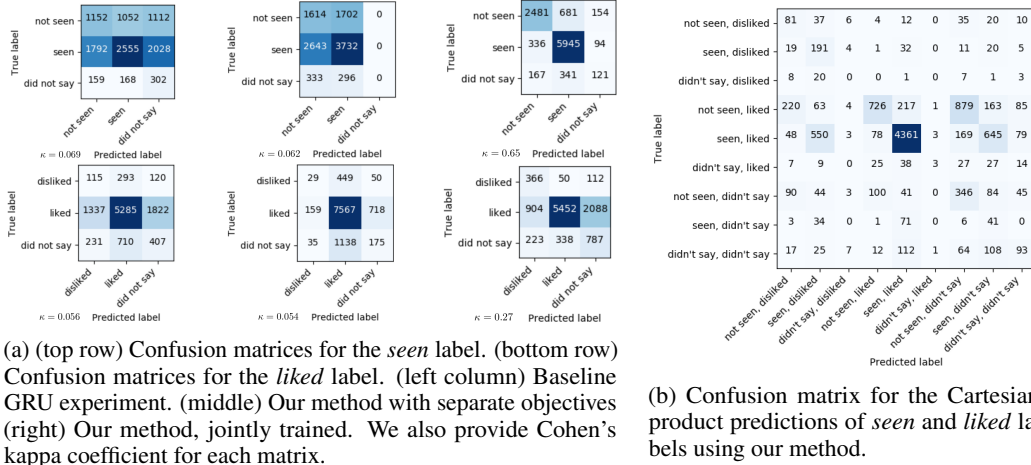 not seen 1152 1052 1112
seen 1792 2555 2028
did not say 159 168 302
True label
not seen seen did not say
κ = 0.069 Predicted label
not seen 1614 1702 0
seen 2643 3732 0
did not say 333 296 0
True label
not seen seen did not say
κ = 0.062 Predicted label
not seen 2481 681 154
seen 336 5945 94
did not say 167 341 121
True label
not seen seen did not say
κ = 0.65 Predicted label
disliked 115 293 120
liked 1337 5285 1822
did not say 231 710 407
True label
disliked liked did not say
κ = 0.056 Predicted label
disliked 29 449 50
liked 159 7567 718
did not say 35 1138 175
True label
disliked liked did not say
κ = 0.054 Predicted label
disliked 366 50 112
liked 904 5452 2088
did not say 223 338 787
True label
disliked liked did not say
κ = 0.27 Predicted label
(a) (top row) Confusion matrices for the seen label. (bottom row)
Confusion matrices for the liked label. (left column) Baseline
GRU experiment. (middle) Our method with separate objectives
(right) Our method, jointly trained. We also provide Cohen's
kappa coefficient for each matrix.
not seen, disliked 81 37 6 4 12 0 35 20 10
seen, disliked 19 191 4 1 32 0 11 20 5
didn't say, disliked 8 20 0 0 1 0 7 1 3
not seen, liked 220 63 4 726 217 1 879 163 85
seen, liked 48 550 3 78 4361 3 169 645 79
didn't say, liked 7 9 0 25 38 3 27 27 14
not seen, didn't say 90 44 3 100 41 0 346 84 45
seen, didn't say 3 34 0 1 71 0 6 41 0
didn't say, didn't say 17 25 7 12 112 1 64 108 93
True label
not seen, disliked
seen, disliked
didn't say, disliked
not seen, liked
seen, liked
didn't say, liked
not seen, didn't say
seen, didn't say
didn't say, didn't say
Predicted label
(b) Confusion matrix for the Cartesian
product predictions of seen and liked la-
bels using our method.